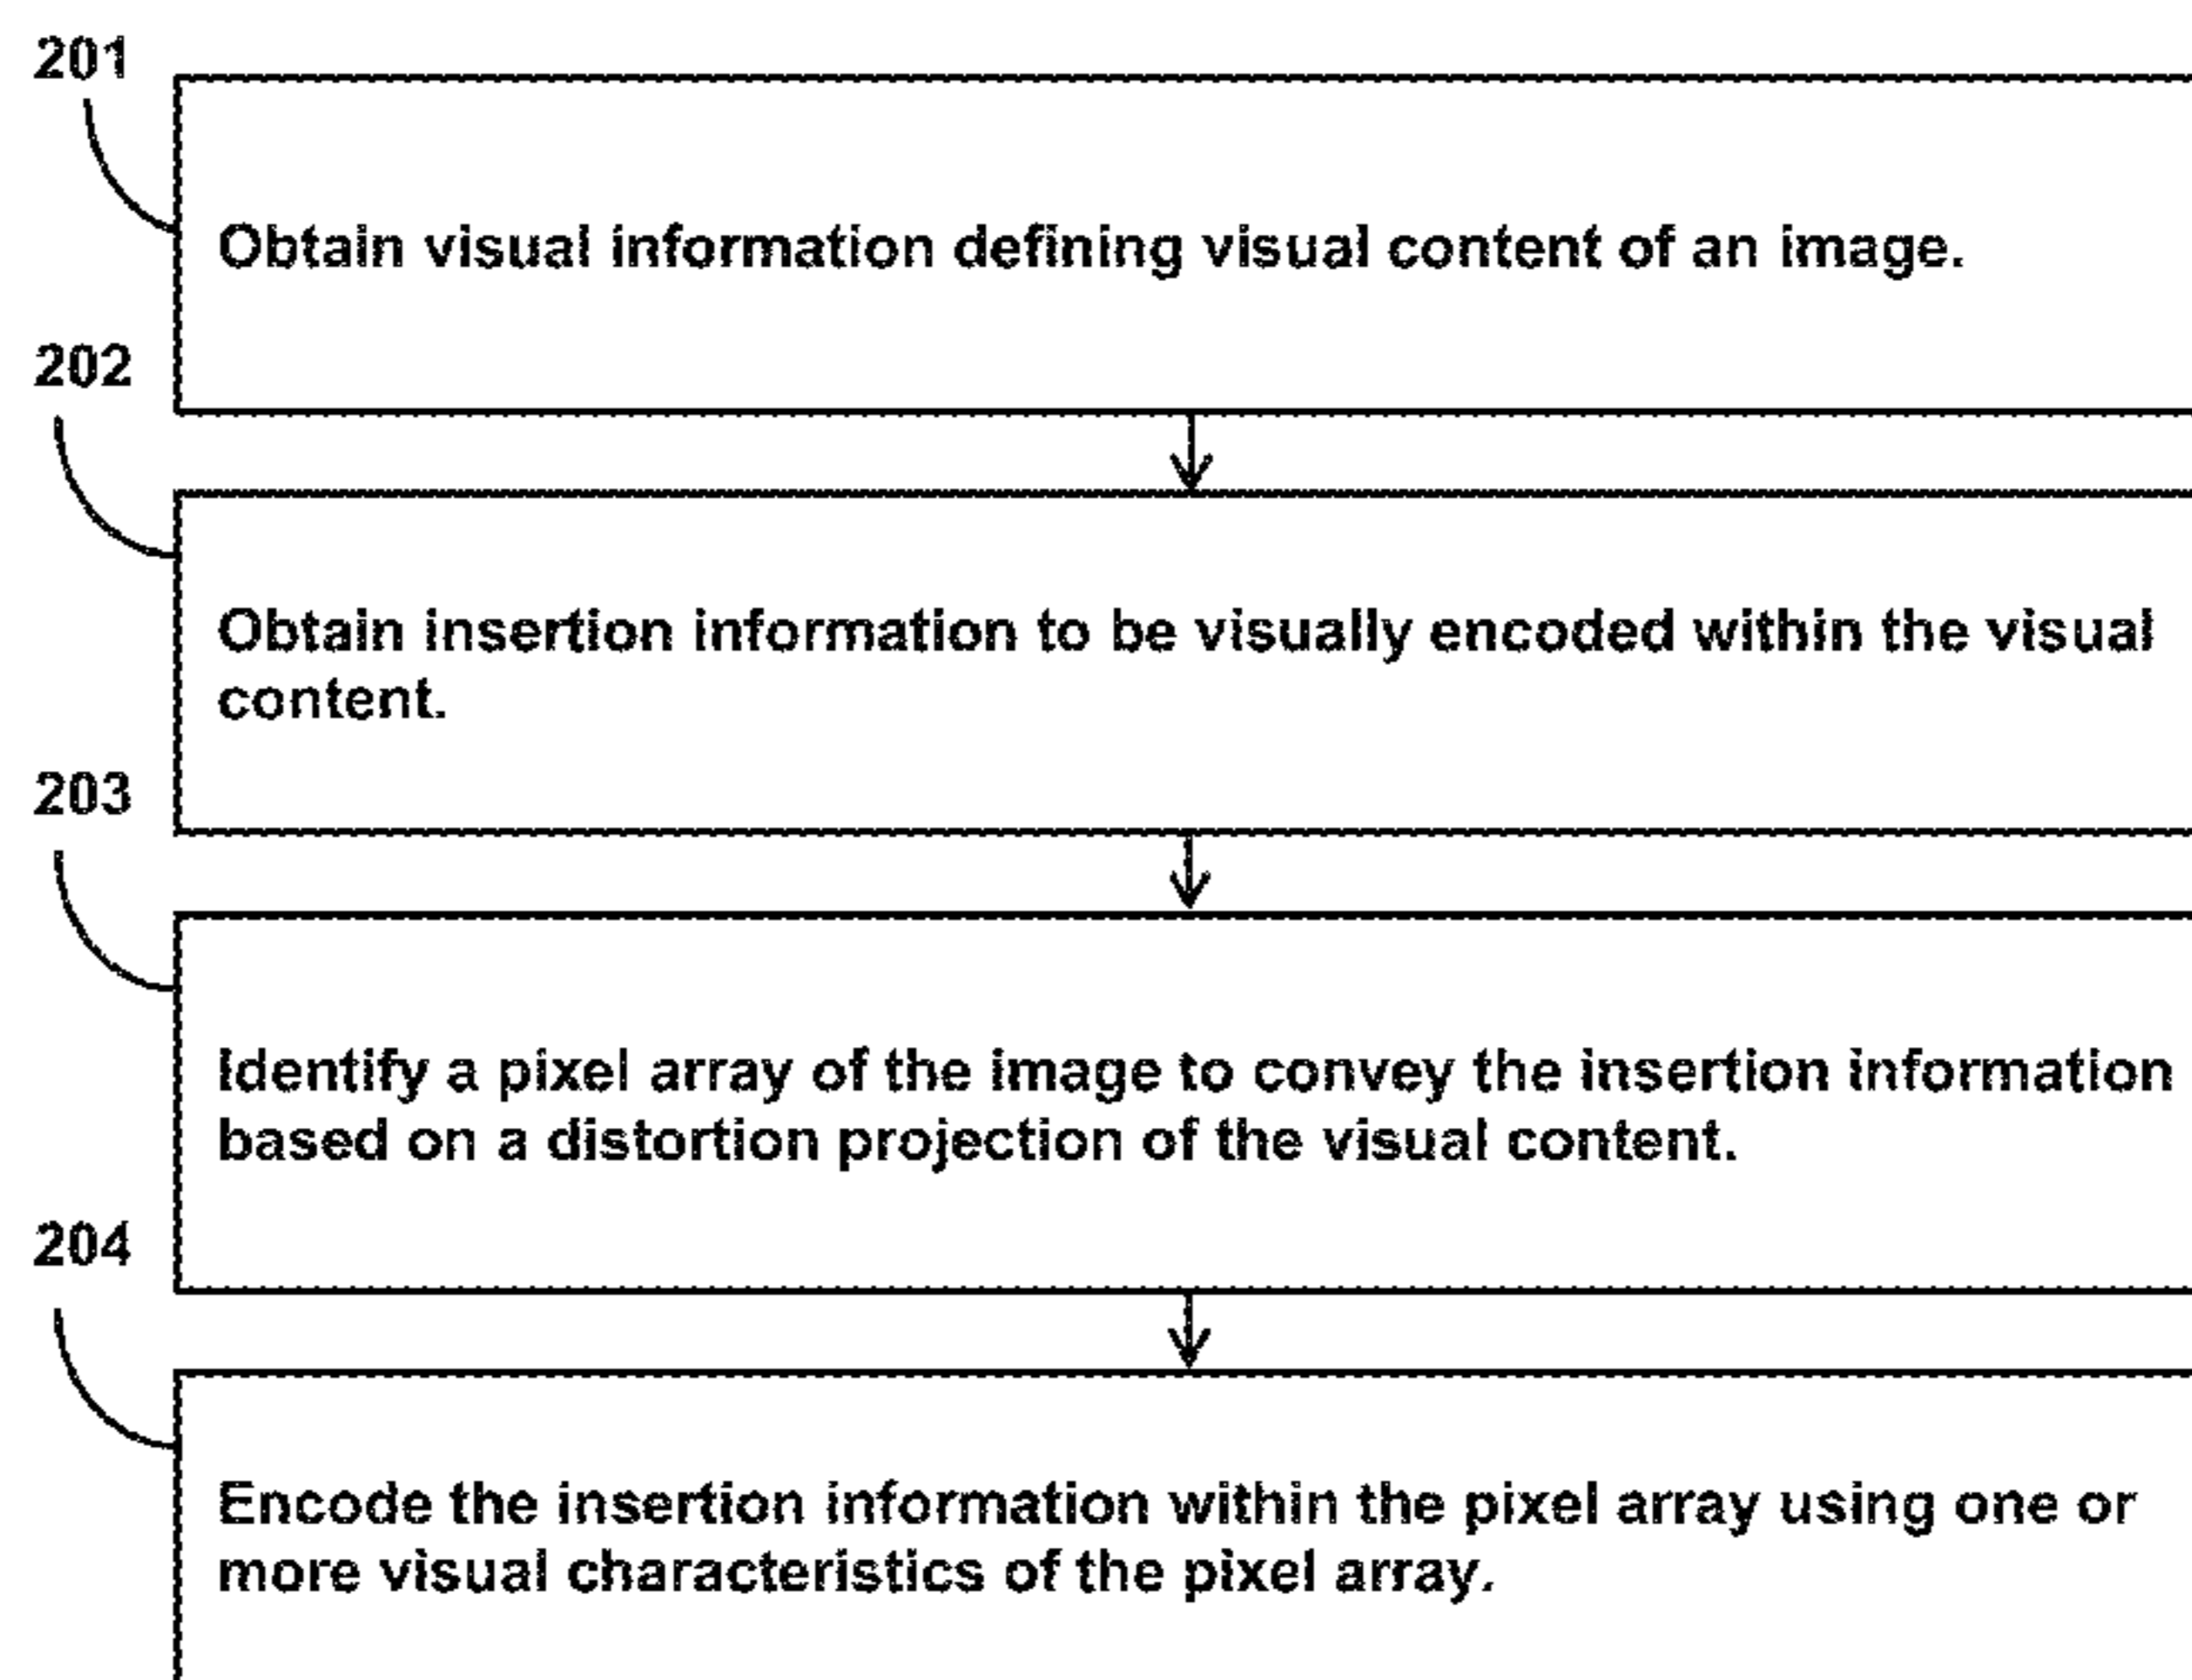 201
Obtain visual information defining visual content of an image.
202
Obtain insertion information to be visually encoded within the visual
content.
203
Identify a pixel array of the image to convey the insertion information
based on a distortion projection of the visual content.
204
Encode the insertion information within the pixel array using one or
more visual characteristics of the pixel array.